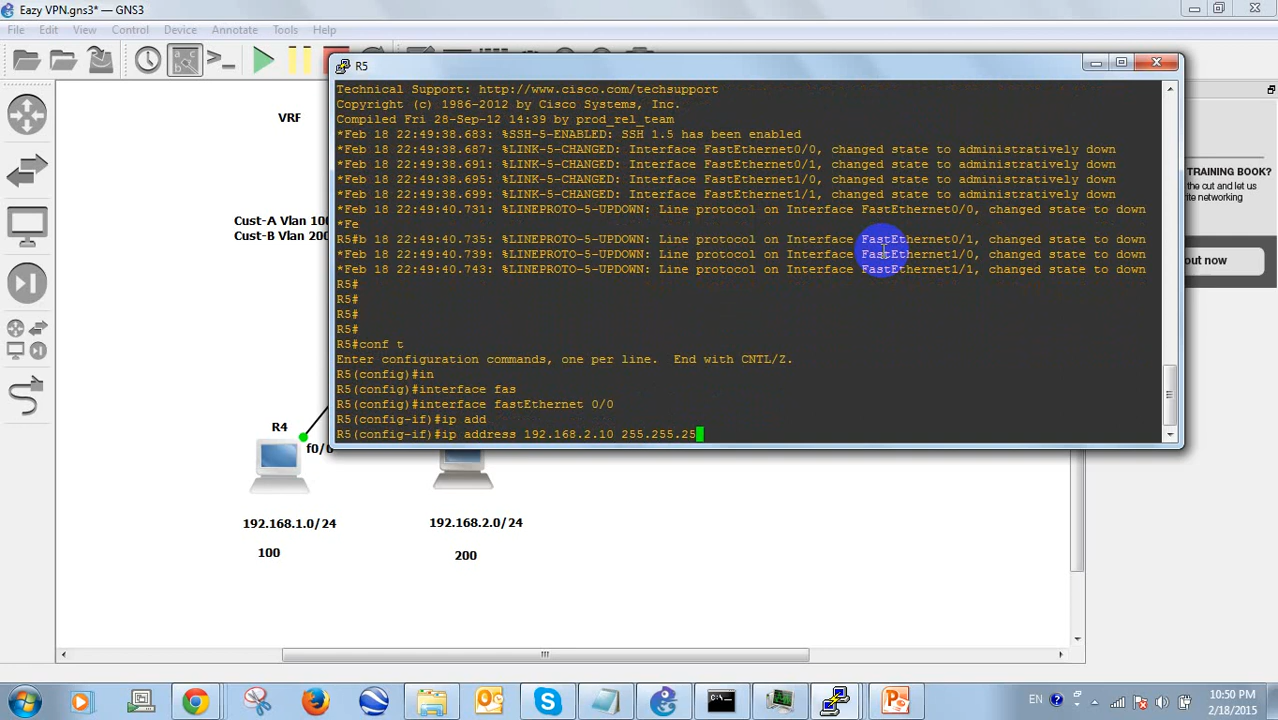 Eazy VPN.gns3* — GNS3
File Edit View Control Device Annotate Tools Help
R5
VRF
Cust-A Vlan 100
Cust-B Vlan 200
Technical Support: http://www.cisco.com/techsupport
Copyright (c) 1986-2012 by Cisco Systems, Inc.
Compiled Fri 28-Sep-12 14:39 by prod_rel_team
*Feb 18 22:49:38.683: %SSH-5-ENABLED: SSH 1.5 has been enabled
*Feb 18 22:49:38.687: %LINK-5-CHANGED: Interface FastEthernet0/0, changed state to administratively down
*Feb 18 22:49:38.691: %LINK-5-CHANGED: Interface FastEthernet0/1, changed state to administratively down
*Feb 18 22:49:38.695: %LINK-5-CHANGED: Interface FastEthernet1/0, changed state to administratively down
*Feb 18 22:49:38.699: %LINK-5-CHANGED: Interface FastEthernet1/1, changed state to administratively down
*Feb 18 22:49:40.731: %LINEPROTO-5-UPDOWN: Line protocol on Interface FastEthernet0/0, changed state to down
*Fe
R5#b 18 22:49:40.735: %LINEPROTO-5-UPDOWN: Line protocol on Interface FastEthernet0/1, changed state to down
*Feb 18 22:49:40.739: %LINEPROTO-5-UPDOWN: Line protocol on Interface FastEthernet1/0, changed state to down
*Feb 18 22:49:40.743: %LINEPROTO-5-UPDOWN: Line protocol on Interface FastEthernet1/1, changed state to down
R5#
R5#
R5#
R5#
R5#conf t
Enter configuration commands, one per line.  End with CNTL/Z.
R5(config)#in
R5(config)#interface fas
R5(config)#interface fastEthernet 0/0
R5(config-if)#ip add
R5(config-if)#ip address 192.168.2.10 255.255.25
TRAINING BOOK?
the cut and let us
rite networking
out now
R4
f0/0
192.168.1.0/24
192.168.2.0/24
100
200
EN
10:50 PM
2/18/2015